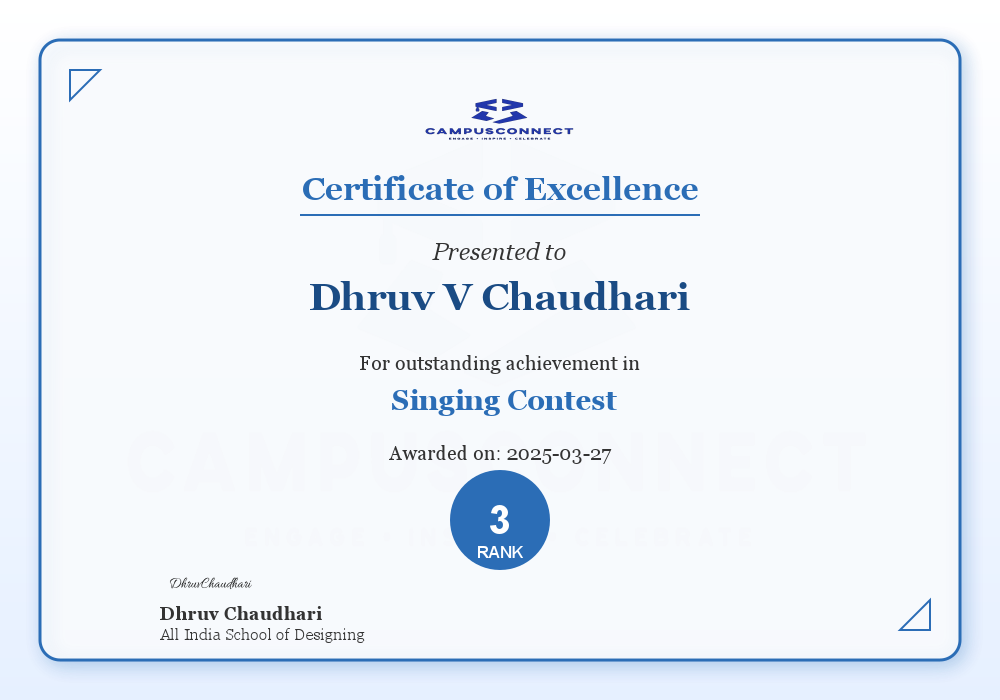 CAMPUSCONNECT
ENGAGE • INSPIRE • CELEBRATE
Certificate of Excellence
Presented to
Dhruv V Chaudhari
For outstanding achievement in
Singing Contest
Awarded on: 2025-03-27
CAMPUSCONNECT
3
RANK
DhruvChaudhari
Dhruv Chaudhari
All India School of Designing